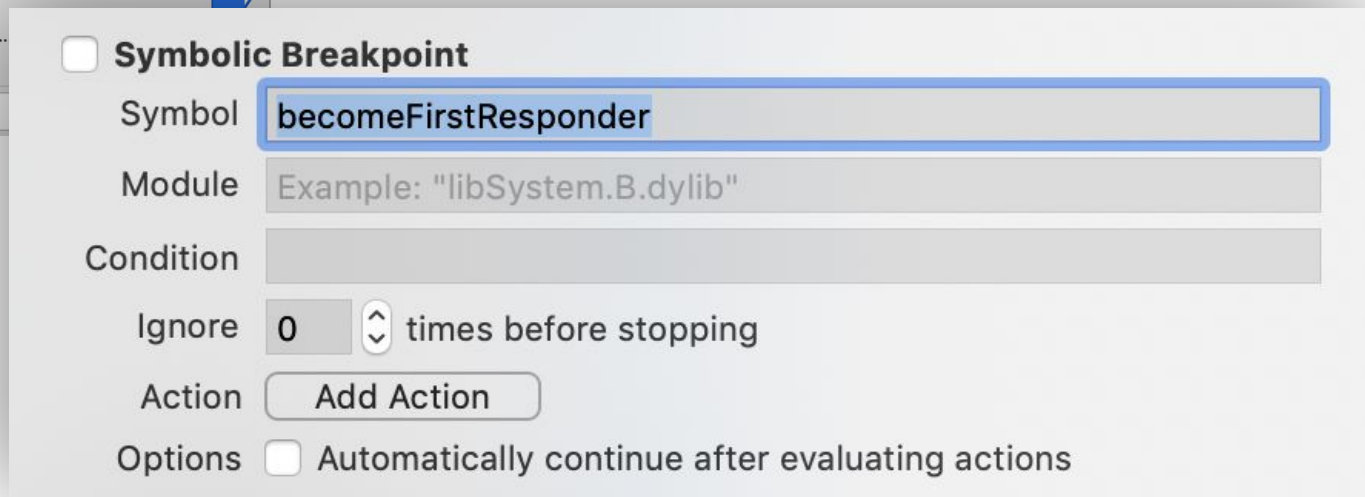 Symbolic Breakpoint
Symbol becomeFirstResponder
Module Example: "libSystem.B.dylib"
Condition
Ignore 0 times before stopping
Action Add Action
Options Automatically continue after evaluating actions